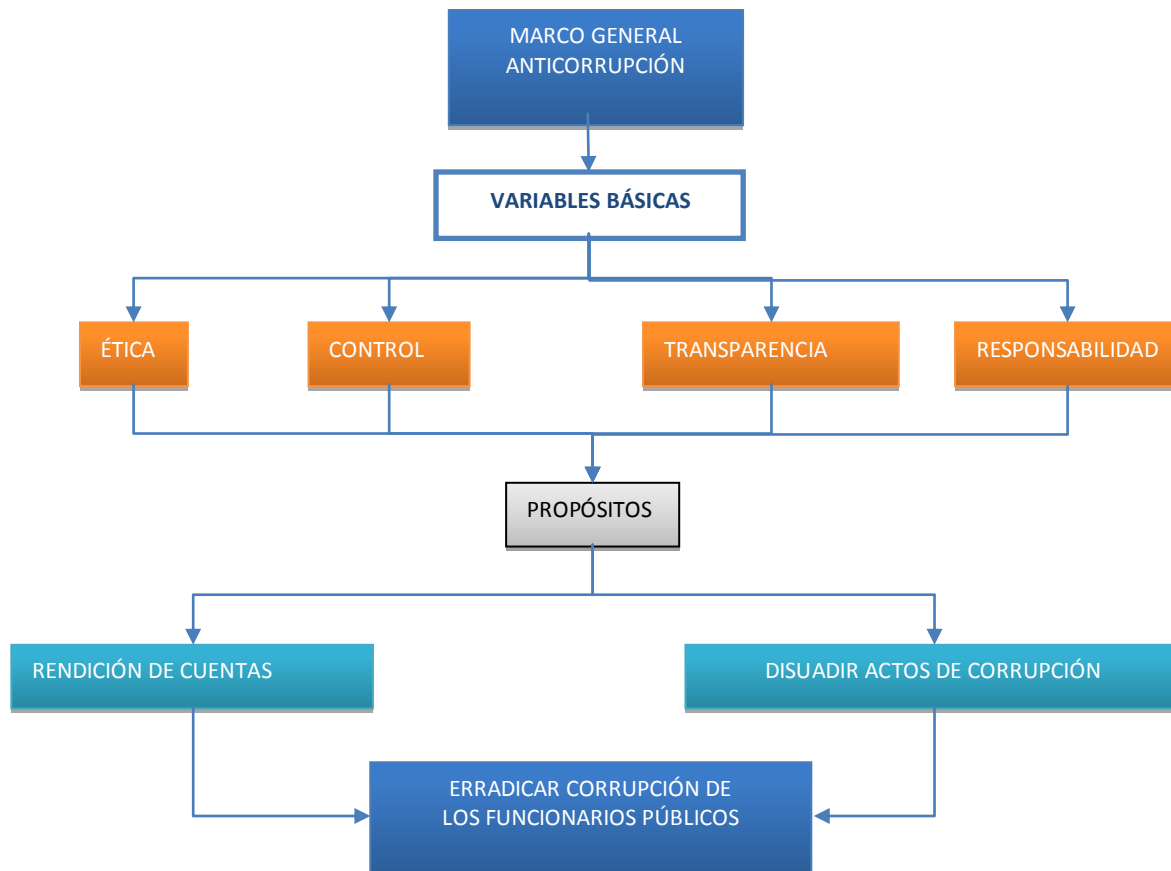 MARCO GENERAL
ANTICORRUPCIÓN
VARIABLES BÁSICAS
ÉTICA
CONTROL
TRANSPARENCIA
RESPONSABILIDAD
PROPÓSITOS
RENDICIÓN DE CUENTAS
DISUADIR ACTOS DE CORRUPCIÓN
ERRADICAR CORRUPCIÓN DE
LOS FUNCIONARIOS PÚBLICOS